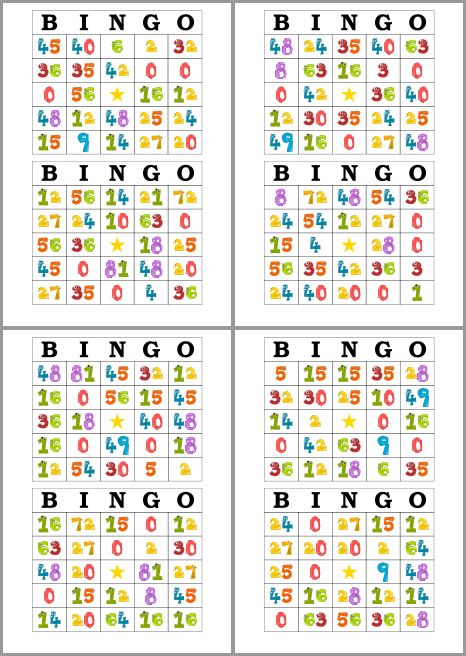 B I N G O
45 40 6 2 32
36 35 42 0 0
0 56 ★ 16 12
48 12 48 25 24
15 9 14 27 20
B I N G O
12 56 14 21 72
27 24 10 63 0
56 36 ★ 18 25
45 0 81 48 20
27 35 0 4 36
B I N G O
48 24 35 40 63
8 63 16 3 0
0 42 ★ 36 40
12 30 35 24 25
49 16 0 27 48
B I N G O
8 72 48 54 36
24 54 12 27 0
15 4 ★ 28 0
56 35 42 36 3
24 40 20 0 1
B I N G O
48 81 45 32 12
16 0 56 15 45
36 18 ★ 40 48
16 0 49 0 18
12 54 30 5 2
B I N G O
16 72 15 0 12
63 27 0 2 30
48 20 ★ 81 27
0 15 12 8 45
14 20 64 16 16
B I N G O
5 15 15 35 28
32 30 25 10 49
14 2 ★ 0 0
0 42 63 9 0
36 12 18 6 35
B I N G O
24 0 27 15 12
27 20 20 2 64
25 0 ★ 9 48
45 16 28 12 14
0 63 56 36 0